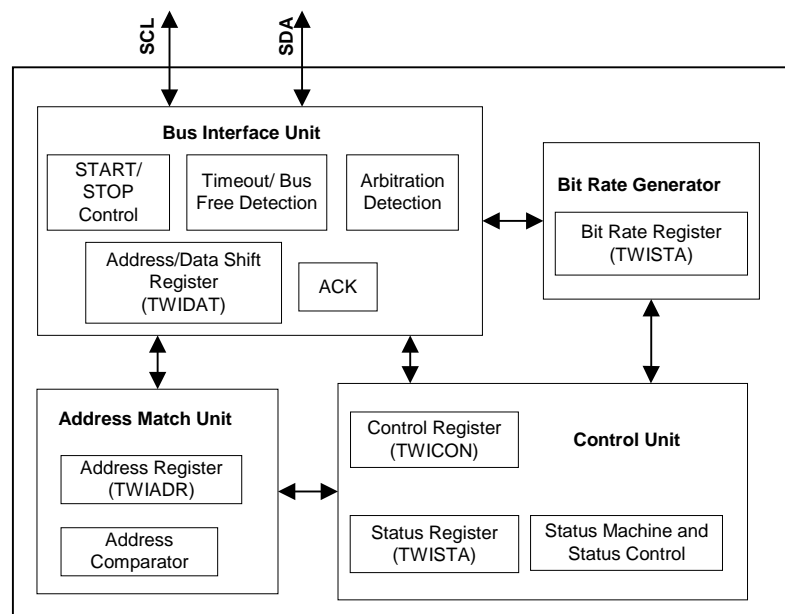 SCL
SDA
Bus Interface Unit
START/
STOP
Control
Timeout/ Bus
Free Detection
Arbitration
Detection
Address/Data Shift
Register
(TWIDAT)
ACK
Bit Rate Generator
Bit Rate Register
(TWISTA)
Address Match Unit
Address Register
(TWIADR)
Address
Comparator
Control Register
(TWICON)
Control Unit
Status Register
(TWISTA)
Status Machine and
Status Control